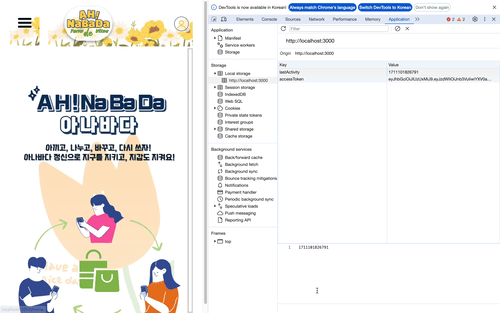 AH!
NaBaDa
AH!NaBaDa
아나바다
아끼고, 나누고, 바꾸고, 다시 쓰자!
아나바다 정신으로 지구를 지키고, 지갑도 지켜요!
DevTools is now available in Korean!
Always match Chrome's language
Switch DevTools to Korean
Don't show again
Elements
Console
Sources
Network
Performance
Memory
Application
2
2
Application
Manifest
Service workers
Storage
Storage
Local storage
http://localhost:3000
Session storage
IndexedDB
Web SQL
Cookies
Private state tokens
Interest groups
Shared storage
Cache storage
Background services
Back/forward cache
Background fetch
Background sync
Bounce tracking mitigations
Notifications
Payment handler
Periodic background sync
Speculative loads
Push messaging
Reporting API
Frames
top
Filter
http://localhost:3000
Origin http://localhost:3000
Key
Value
lastActivity
1711101826791
accessToken
1 1711101826791